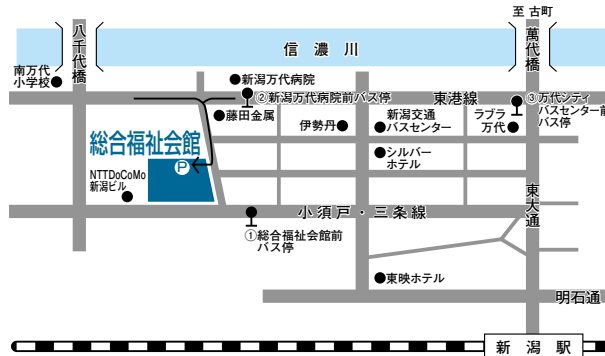 至 古町
八千代橋
信濃川
萬代橋
南万代
小学校
新潟万代病院
②新潟万代病院前バス停
東港線
③万代シティ
バスセンター前
バス停
藤田金属
伊勢丹
新潟交通
バスセンター
ラブラ
万代
総合福祉会館
P
シルバー
ホテル
NTTDoCoMo
新潟ビル
東大通
小須戸・三条線
①総合福祉会館前
バス停
東映ホテル
明石通
新潟駅